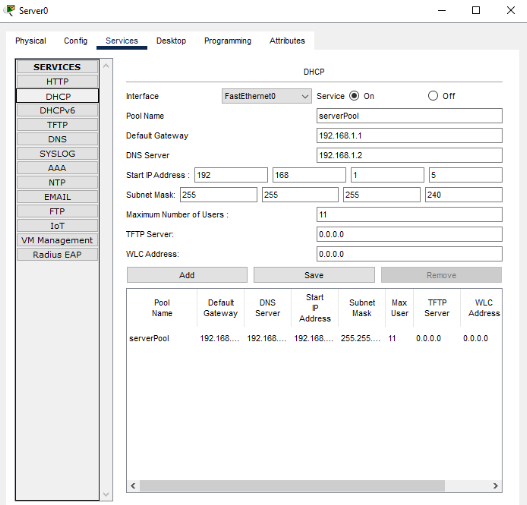 Server0
Physical Config Services Desktop Programming Attributes
SERVICES
HTTP
DHCP
DHCPv6
TFTP
DNS
SYSLOG
AAA
NTP
EMAIL
FTP
IoT
VM Management
Radius EAP
DHCP
Interface FastEthernet0 Service On Off
Pool Name serverPool
Default Gateway 192.168.1.1
DNS Server 192.168.1.2
Start IP Address : 192 168 1 5
Subnet Mask: 255 255 255 240
Maximum Number of Users : 11
TFTP Server: 0.0.0.0
WLC Address: 0.0.0.0
Add Save Remove
Pool Name Default Gateway DNS Server Start IP Address Subnet Mask Max User TFTP Server WLC Address
serverPool 192.168.... 192.168.... 192.168.... 255.255.... 11 0.0.0.0 0.0.0.0